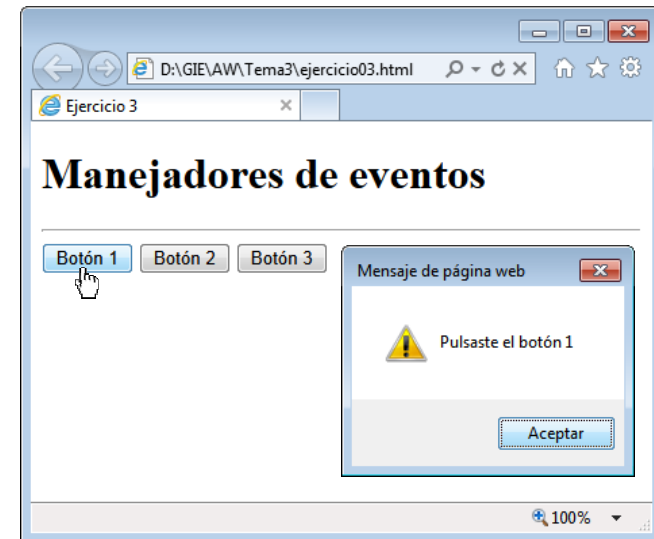 D:\GIE\AW\Tema3\ejercicio03.html
Ejercicio 3
Manejadores de eventos
Botón 1 Botón 2 Botón 3
Mensaje de página web
Pulsaste el botón 1
Aceptar
100%